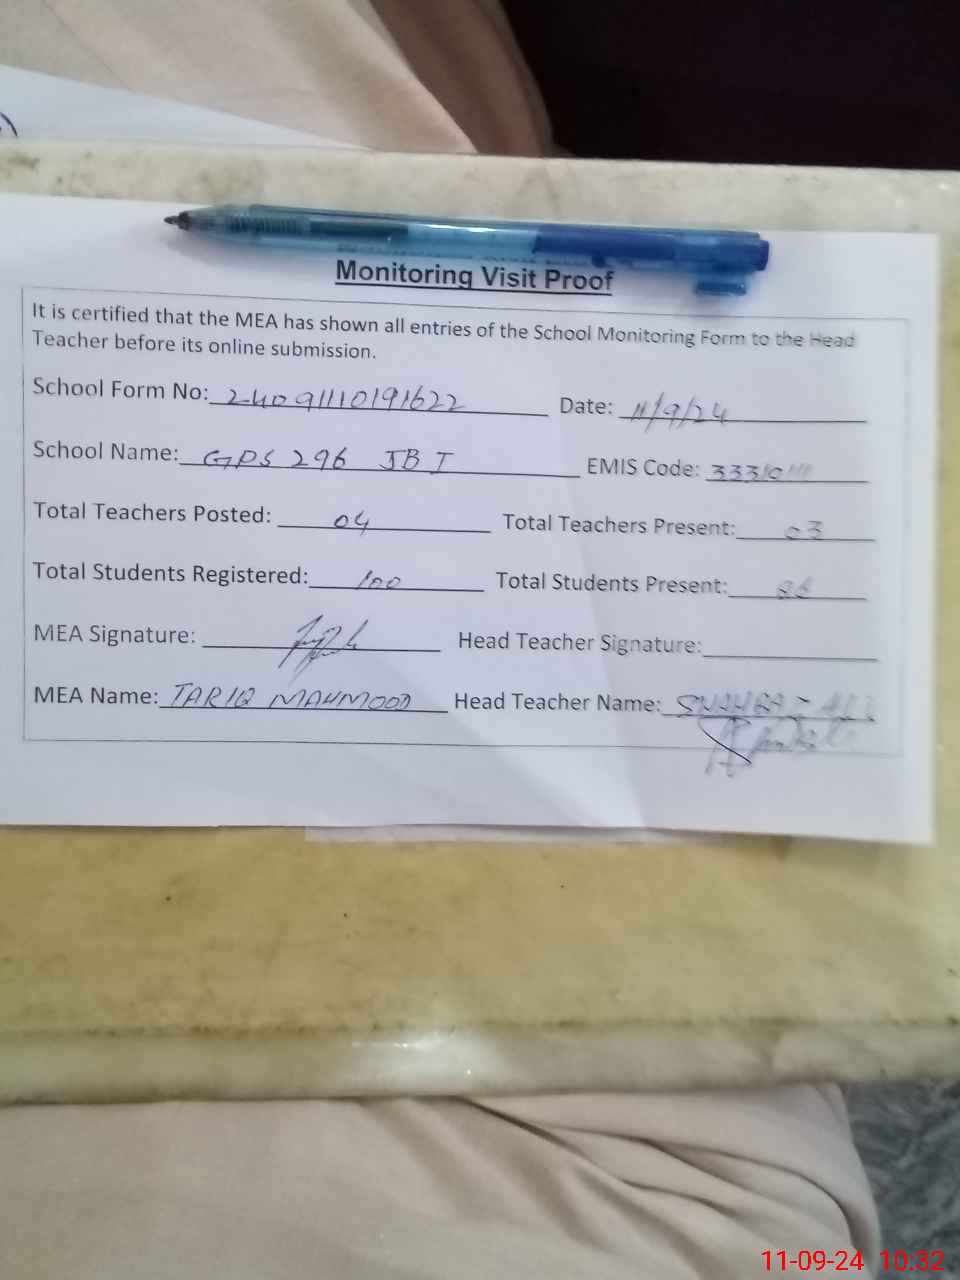 Monitoring Visit Proof
It is certified that the MEA has shown all entries of the School Monitoring Form to the Head
Teacher before its online submission.
School Form No: 24091110191622 Date: 11/9/24
School Name: GPS 296 JB I EMIS Code:
Total Teachers Posted: 04 Total Teachers Present: 03
Total Students Registered: 100 Total Students Present: 86
MEA Signature: Head Teacher Signature:
MEA Name: TARIQ MAHMOOD Head Teacher Name:
11-09-24 10:32